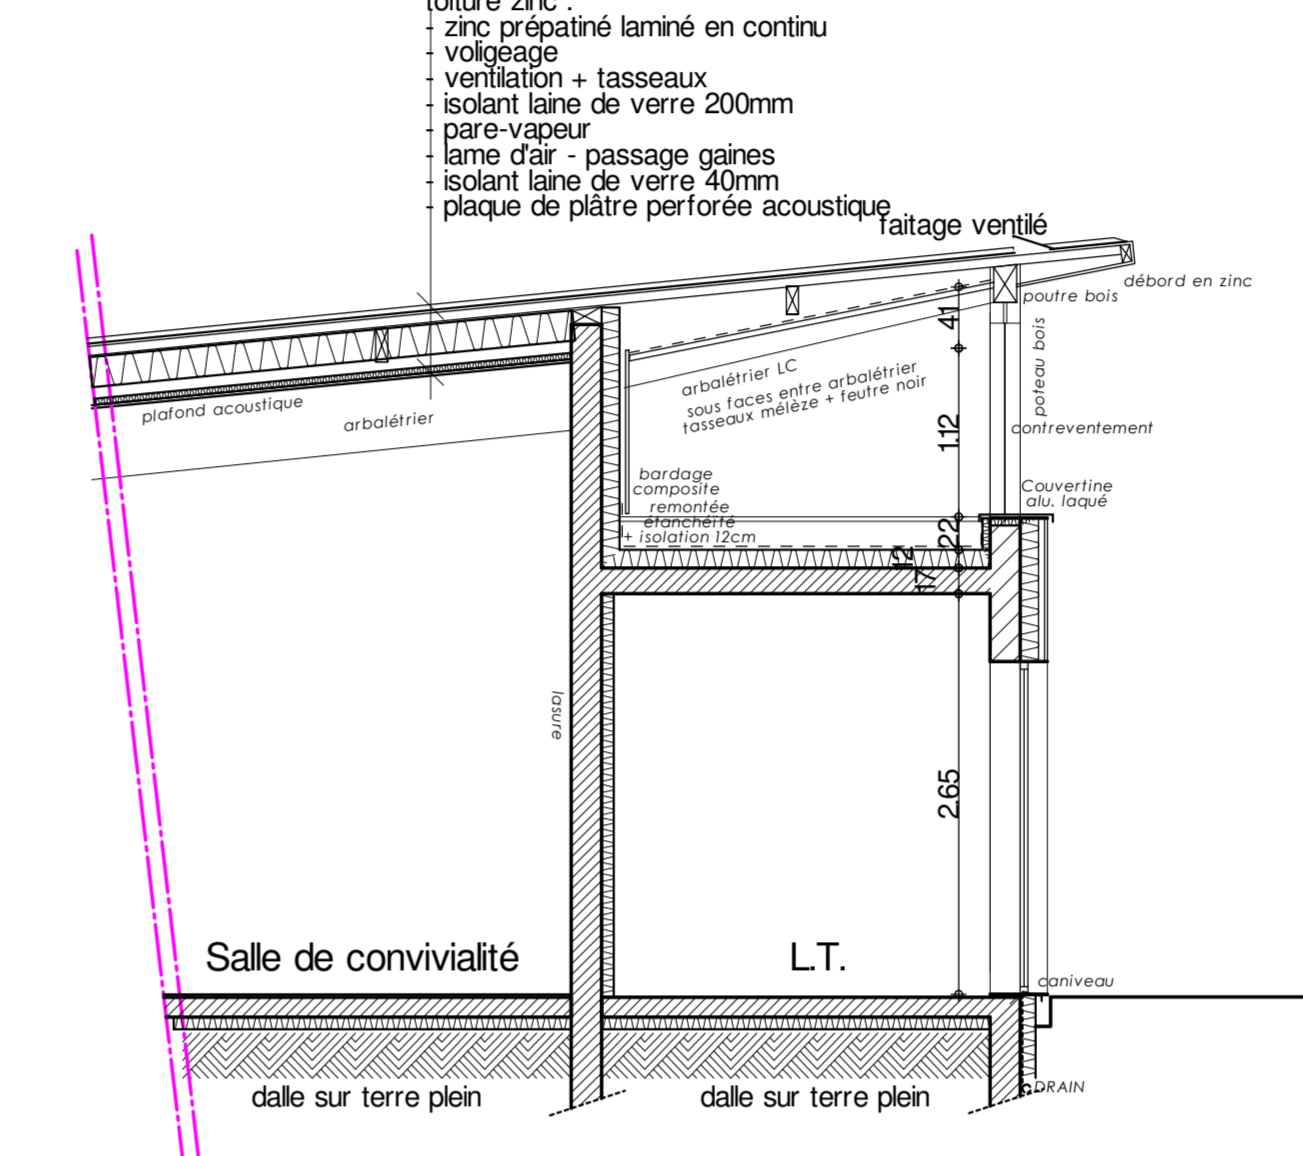 toiture zinc :
- zinc prépatiné laminé en continu
- voligeage
- ventilation + tasseaux
- isolant laine de verre 200mm
- pare-vapeur
- lame d'air - passage gaines
- isolant laine de verre 40mm
- plaque de plâtre perforée acoustique
faitage ventilé
débord en zinc
poutre bois
41
poteau bois
arbalétrier LC
sous faces entre arbalétrier
tasseaux mélèze + feutre noir
plafond acoustique
arbalétrier
1.12
contreventement
bardage
composite
remontée
étanchéité
+ isolation 12cm
Couvertine
alu. laqué
22
12
17
lasure
2.65
Salle de convivialité
L.T.
caniveau
DRAIN
dalle sur terre plein
dalle sur terre plein